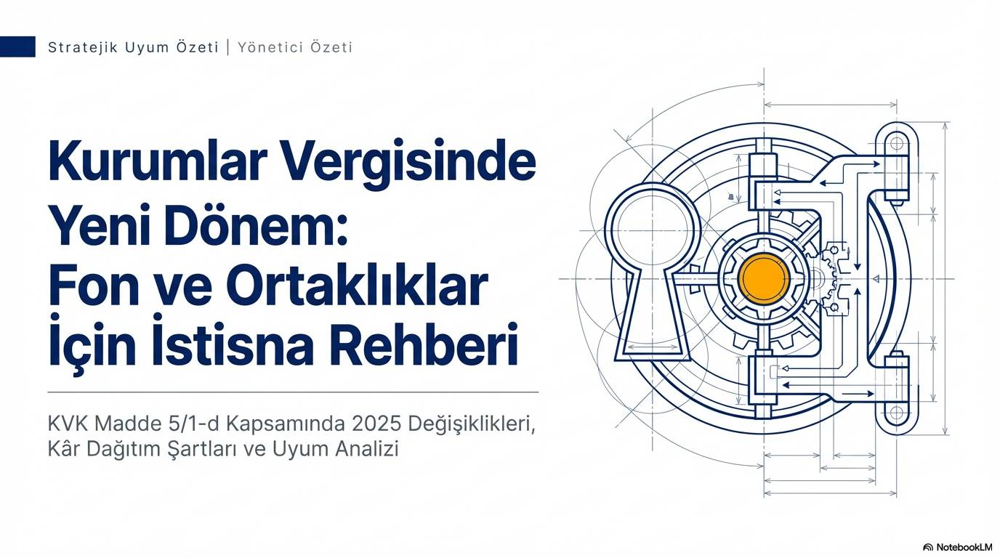 Stratejik Uyum Özeti | Yönetici Özeti
Kurumlar Vergisinde
Yeni Dönem:
Fon ve Ortaklıklar
İçin İstisna Rehberi
KVK Madde 5/1-d Kapsamında 2025 Değişiklikleri,
Kâr Dağıtım Şartları ve Uyum Analizi
NotebookLM